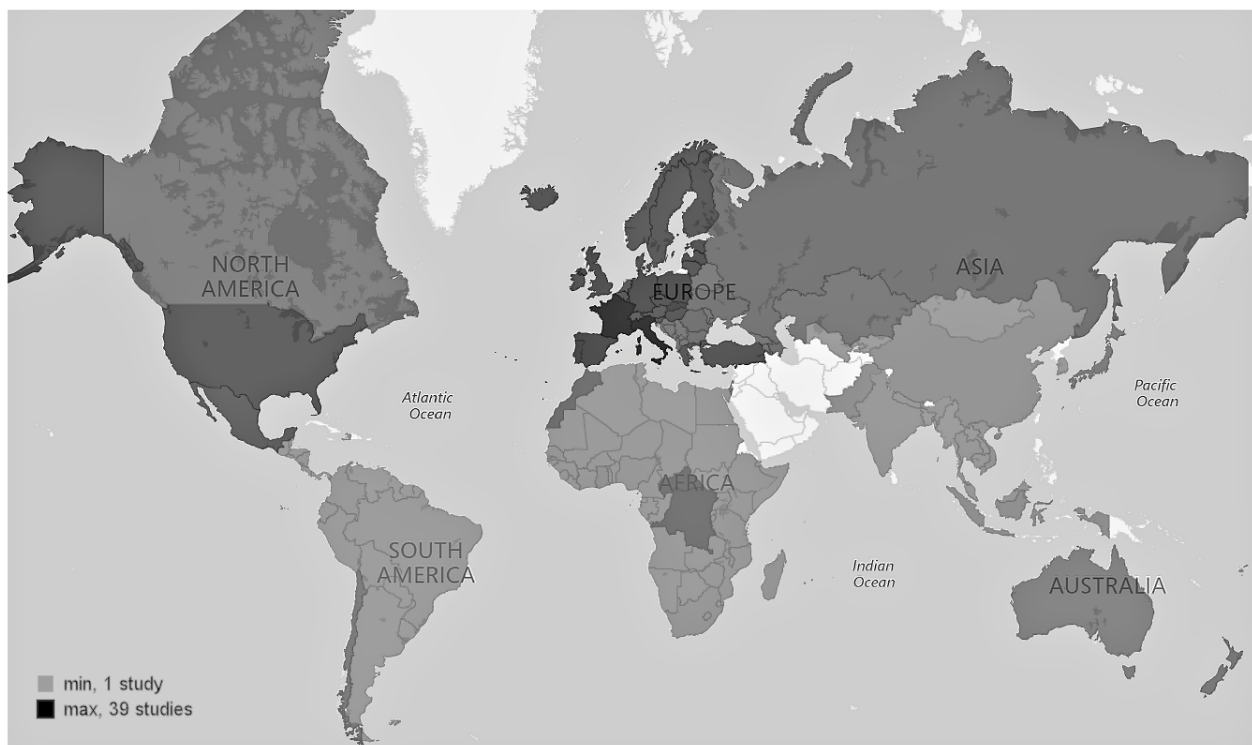 NORTH
AMERICA
EUROPE
ASIA
Atlantic
Ocean
Pacific
Ocean
AFRICA
SOUTH
AMERICA
Indian
Ocean
AUSTRALIA
min, 1 study
max, 39 studies